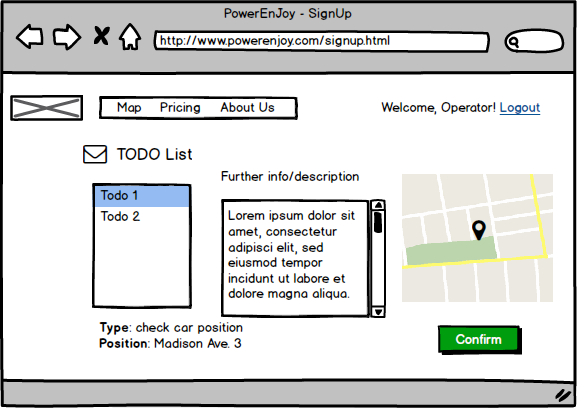 PowerEnJoy - SignUp
http://www.powerenjoy.com/signup.html
Map Pricing About Us
Welcome, Operator! Logout
TODO List
Further info/description
Todo 1
Todo 2
Lorem ipsum dolor sit
amet, consectetur
adipisci elit, sed
eiusmod tempor
incidunt ut labore et
dolore magna aliqua.
Type: check car position
Position: Madison Ave. 3
Confirm